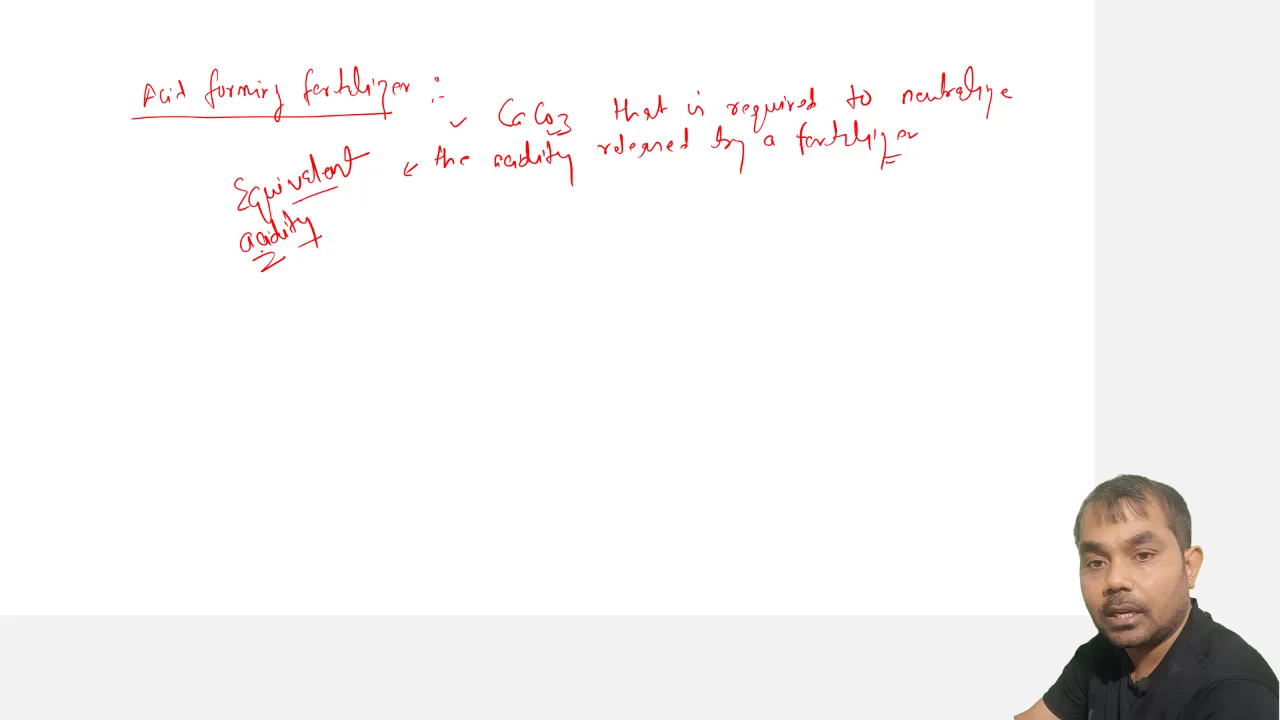 Acid forming fertilizer :-
CaCO3 that is required to neutralize
the acidity released by a fertilizer
Equivalent
acidity